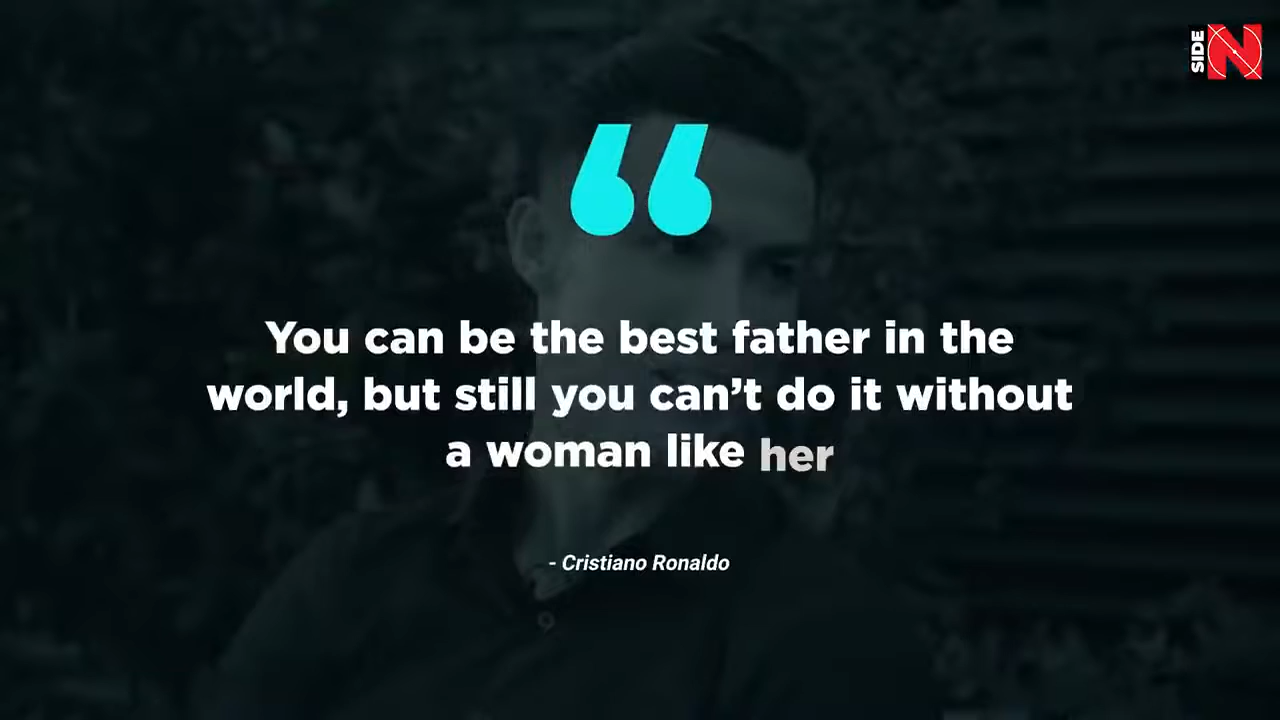 SIDE
N
“
You can be the best father in the
world, but still you can’t do it without
a woman like her
- Cristiano Ronaldo